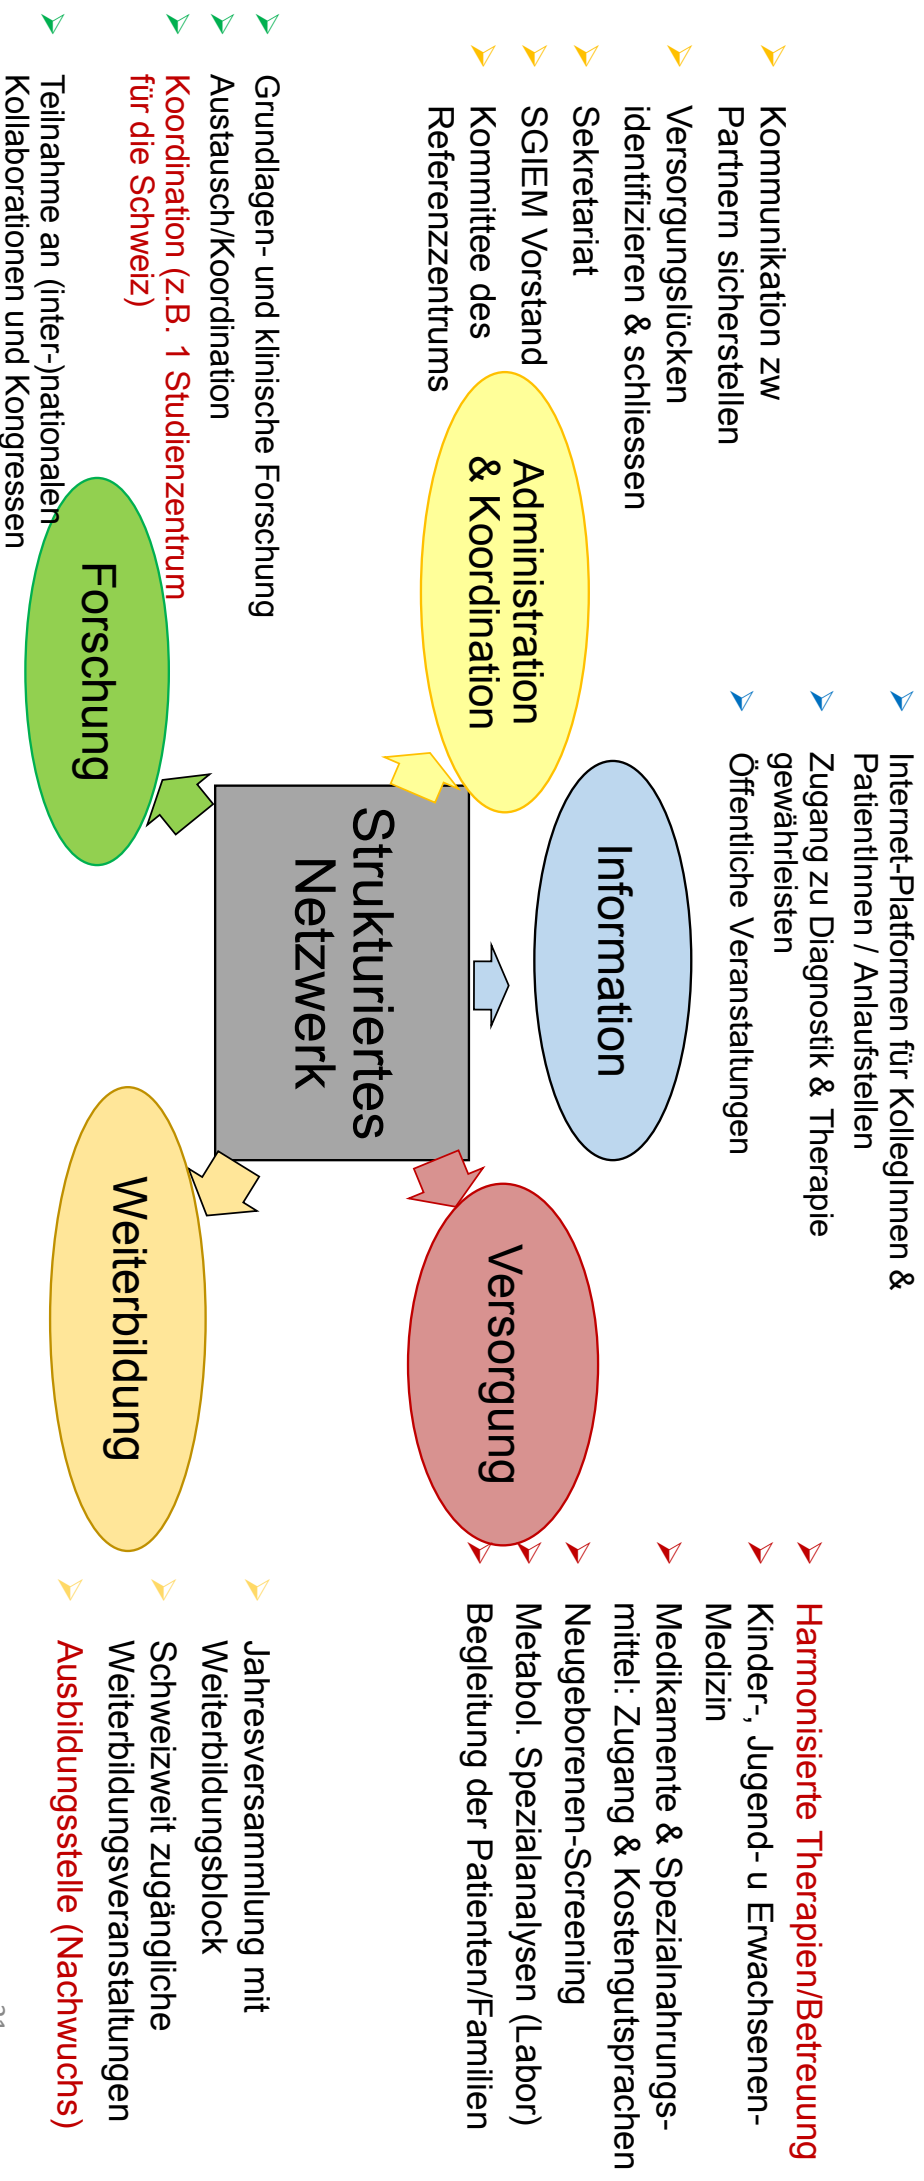 Internet-Platformen für KollegInnen &
PatientInnen / Anlaufstellen
Zugang zu Diagnostik & Therapie
gewährleisten
Öffentliche Veranstaltungen
Kommunikation zw
Partnern sicherstellen
Versorgungslücken
identifizieren & schliessen
Sekretariat
SGIEM Vorstand
Kommittee des
Referenzzentrums
Information
Administration
& Koordination
Versorgung
Harmonisierte Therapien/Betreuung
Kinder-, Jugend- u Erwachsenen-
Medizin
Medikamente & Spezialnahrungs-
mittel: Zugang & Kostengutsprachen
Neugeborenen-Screening
Metabol. Spezialanalysen (Labor)
Begleitung der Patienten/Familien
Strukturiertes
Netzwerk
Grundlagen- und klinische Forschung
Austausch/Koordination
Koordination (z.B. 1 Studienzentrum
für die Schweiz)
Teilnahme an (inter-)nationalen
Kollaborationen und Kongressen
Forschung
Weiterbildung
Jahresversammlung mit
Weiterbildungsblock
Schweizweit zugängliche
Weiterbildungsveranstaltungen
Ausbildungsstelle (Nachwuchs)